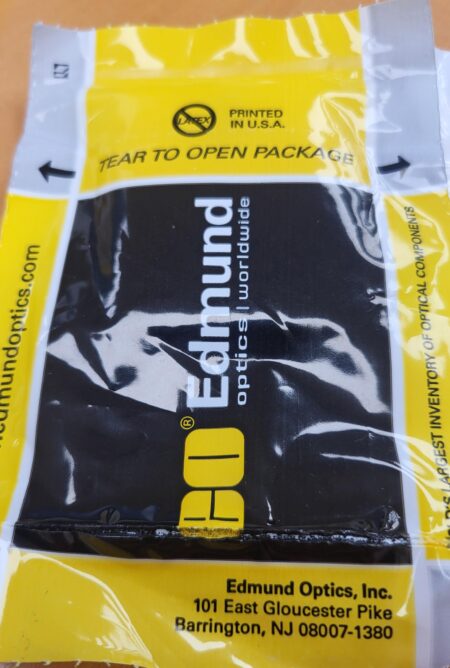 LATEX
PRINTED
IN U.S.A.
TEAR TO OPEN PACKAGE
edmundoptics.com
EO®
Edmund
optics | worldwide
LARGEST INVENTORY OF OPTICAL COMPONENTS
Edmund Optics, Inc.
101 East Gloucester Pike
Barrington, NJ 08007-1380